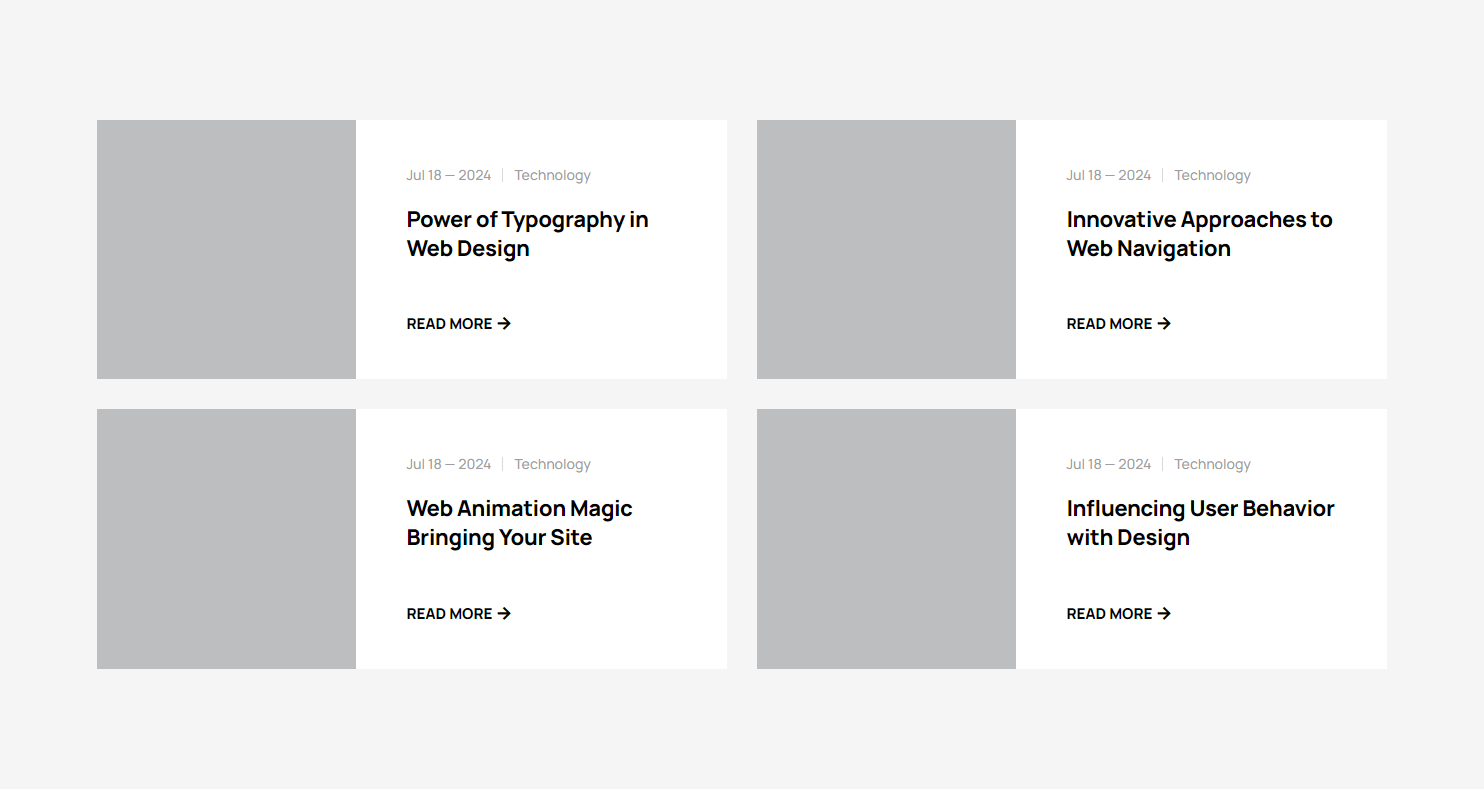 Jul 18 — 2024 | Technology
Power of Typography in
Web Design
READ MORE →
Jul 18 — 2024 | Technology
Innovative Approaches to
Web Navigation
READ MORE →
Jul 18 — 2024 | Technology
Web Animation Magic
Bringing Your Site
READ MORE →
Jul 18 — 2024 | Technology
Influencing User Behavior
with Design
READ MORE →